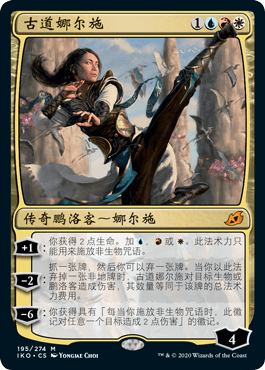 古道娜尔施 1
传奇鹏洛客～娜尔施
+1 ：你获得2点生命。加、或。此法术力只
能用来施放非生物咒语。
-2 ：抓一张牌，然后你可以弃一张牌。当你以此法
弃掉一张非地牌时，古道娜尔施对目标生物或
鹏洛客造成伤害，其数量等同于该牌的总法术
力费用。
-6 ：你获得具有「每当你施放非生物咒语时，此徽
记对任意一个目标造成2点伤害」的徽记。
4
195/274 M
IKO • CS YONGJAE CHOI
™ & © 2020 Wizards of the Coast